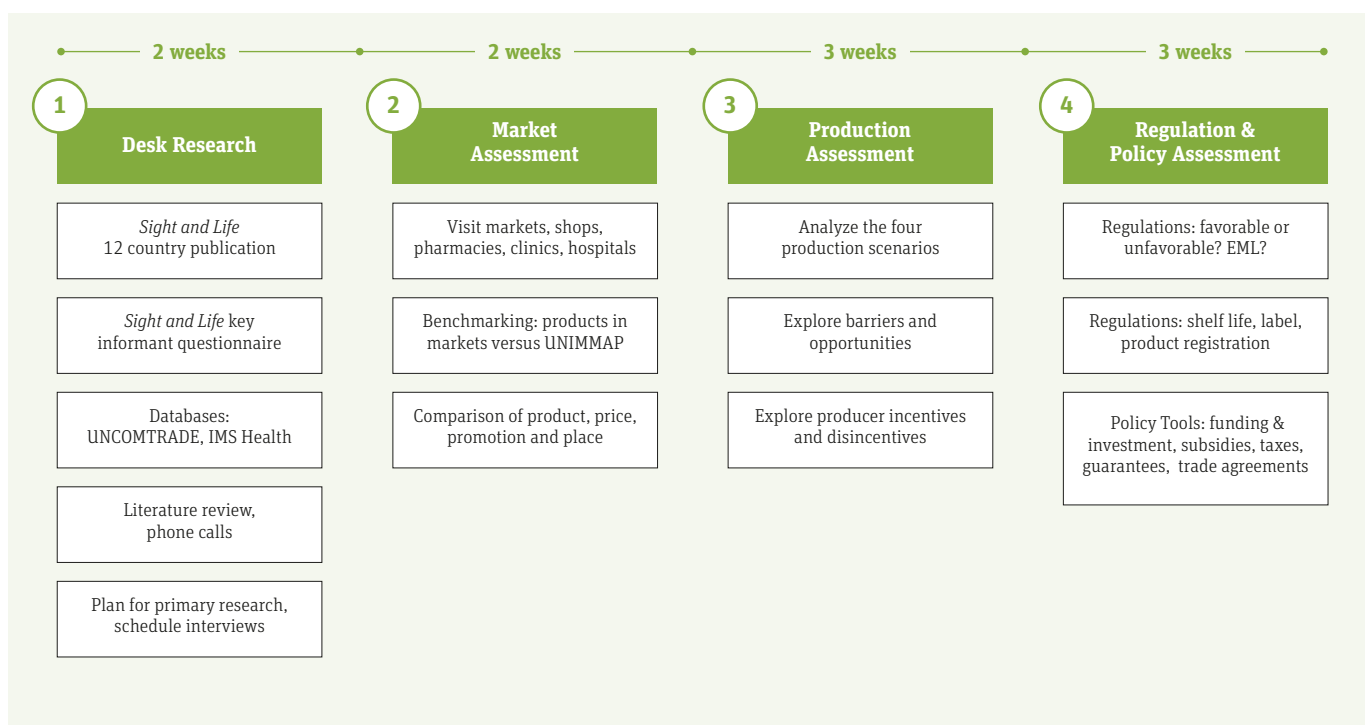 2 weeks
2 weeks
3 weeks
3 weeks
1
Desk Research
Sight and Life
12 country publication
Sight and Life key
informant questionnaire
Databases:
UNCOMTRADE, IMS Health
Literature review,
phone calls
Plan for primary research,
schedule interviews
2
Market
Assessment
Visit markets, shops,
pharmacies, clinics, hospitals
Benchmarking: products in
markets versus UNIMMAP
Comparison of product, price,
promotion and place
3
Production
Assessment
Analyze the four
production scenarios
Explore barriers and
opportunities
Explore producer incentives
and disincentives
4
Regulation &
Policy Assessment
Regulations: favorable or
unfavorable? EML?
Regulations: shelf life, label,
product registration
Policy Tools: funding &
investment, subsidies, taxes,
guarantees, trade agreements